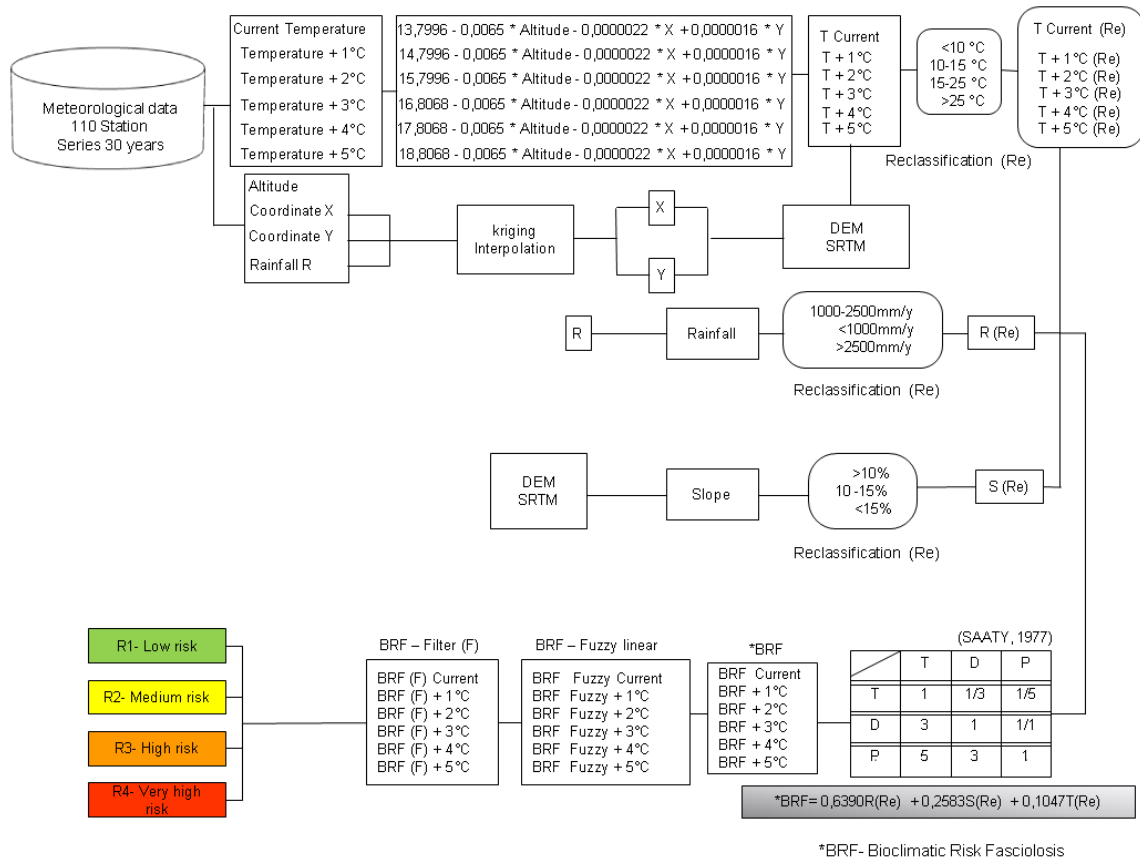 Meteorological data
110 Station
Series 30 years
Current Temperature
Temperature + 1°C
Temperature + 2°C
Temperature + 3°C
Temperature + 4°C
Temperature + 5°C
13,7996 - 0,0065 * Altitude - 0,0000022 * X + 0,0000016 * Y
14,7996 - 0,0065 * Altitude - 0,0000022 * X + 0,0000016 * Y
15,7996 - 0,0065 * Altitude - 0,0000022 * X + 0,0000016 * Y
16,8068 - 0,0065 * Altitude - 0,0000022 * X + 0,0000016 * Y
17,8068 - 0,0065 * Altitude - 0,0000022 * X + 0,0000016 * Y
18,8068 - 0,0065 * Altitude - 0,0000022 * X + 0,0000016 * Y
T Current
T + 1°C
T + 2°C
T + 3°C
T + 4°C
T + 5°C
<10 °C
10-15 °C
15-25 °C
>25 °C
Reclassification (Re)
T Current (Re)
T + 1°C (Re)
T + 2°C (Re)
T + 3°C (Re)
T + 4°C (Re)
T + 5°C (Re)
Altitude
Coordinate X
Coordinate Y
Rainfall R
kriging
Interpolation
X
Y
DEM
SRTM
R
Rainfall
1000-2500mm/y
<1000mm/y
>2500mm/y
R (Re)
Reclassification (Re)
DEM
SRTM
Slope
>10%
10-15%
<15%
S (Re)
Reclassification (Re)
R1- Low risk
R2- Medium risk
R3- High risk
R4- Very high
risk
BRF – Filter (F)
BRF (F) Current
BRF (F) + 1°C
BRF (F) + 2°C
BRF (F) + 3°C
BRF (F) + 4°C
BRF (F) + 5°C
BRF – Fuzzy linear
BRF Fuzzy Current
BRF Fuzzy + 1°C
BRF Fuzzy + 2°C
BRF Fuzzy + 3°C
BRF Fuzzy + 4°C
BRF Fuzzy + 5°C
*BRF
BRF Current
BRF + 1°C
BRF + 2°C
BRF + 3°C
BRF + 4°C
BRF + 5°C
(SAATY, 1977)
T D P
T 1 1/3 1/5
D 3 1 1/1
P 5 3 1
*BRF= 0,6390R(Re) + 0,2583S(Re) + 0,1047T(Re)
*BRF- Bioclimatic Risk Fasciolosis